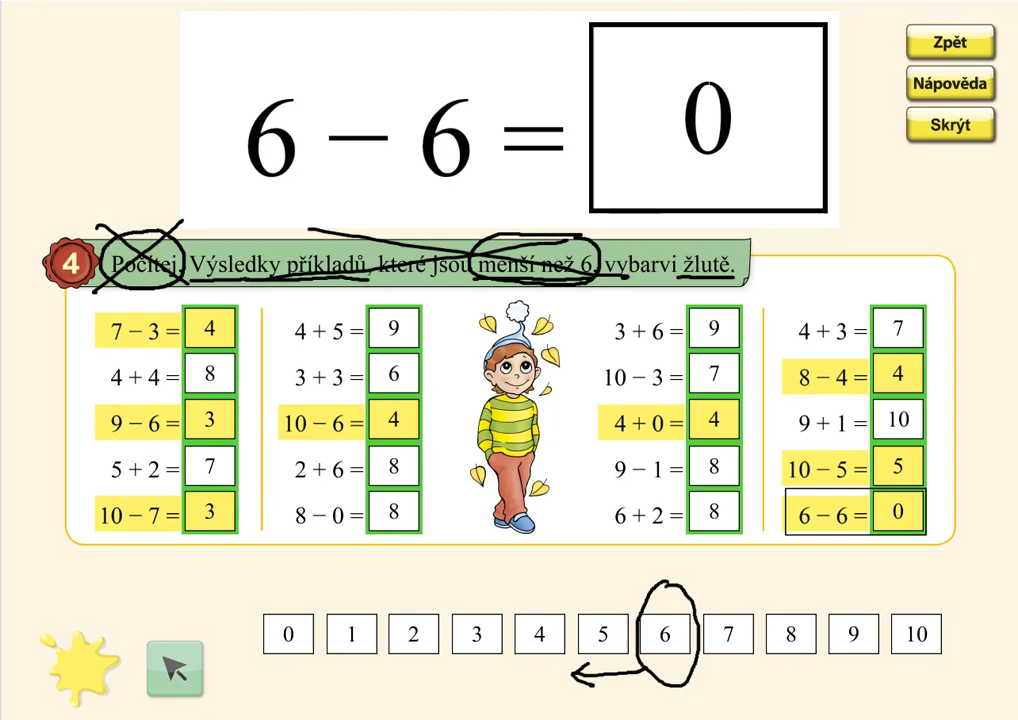 6 − 6 = 0
Zpět
Nápověda
Skrýt
4 Počítej. Výsledky příkladů, které jsou menší než 6, vybarvi žlutě.
7 − 3 = 4
4 + 4 = 8
9 − 6 = 3
5 + 2 = 7
10 − 7 = 3
4 + 5 = 9
3 + 3 = 6
10 − 6 = 4
2 + 6 = 8
8 − 0 = 8
3 + 6 = 9
10 − 3 = 7
4 + 0 = 4
9 − 1 = 8
6 + 2 = 8
4 + 3 = 7
8 − 4 = 4
9 + 1 = 10
10 − 5 = 5
6 − 6 = 0
0 1 2 3 4 5 6 7 8 9 10